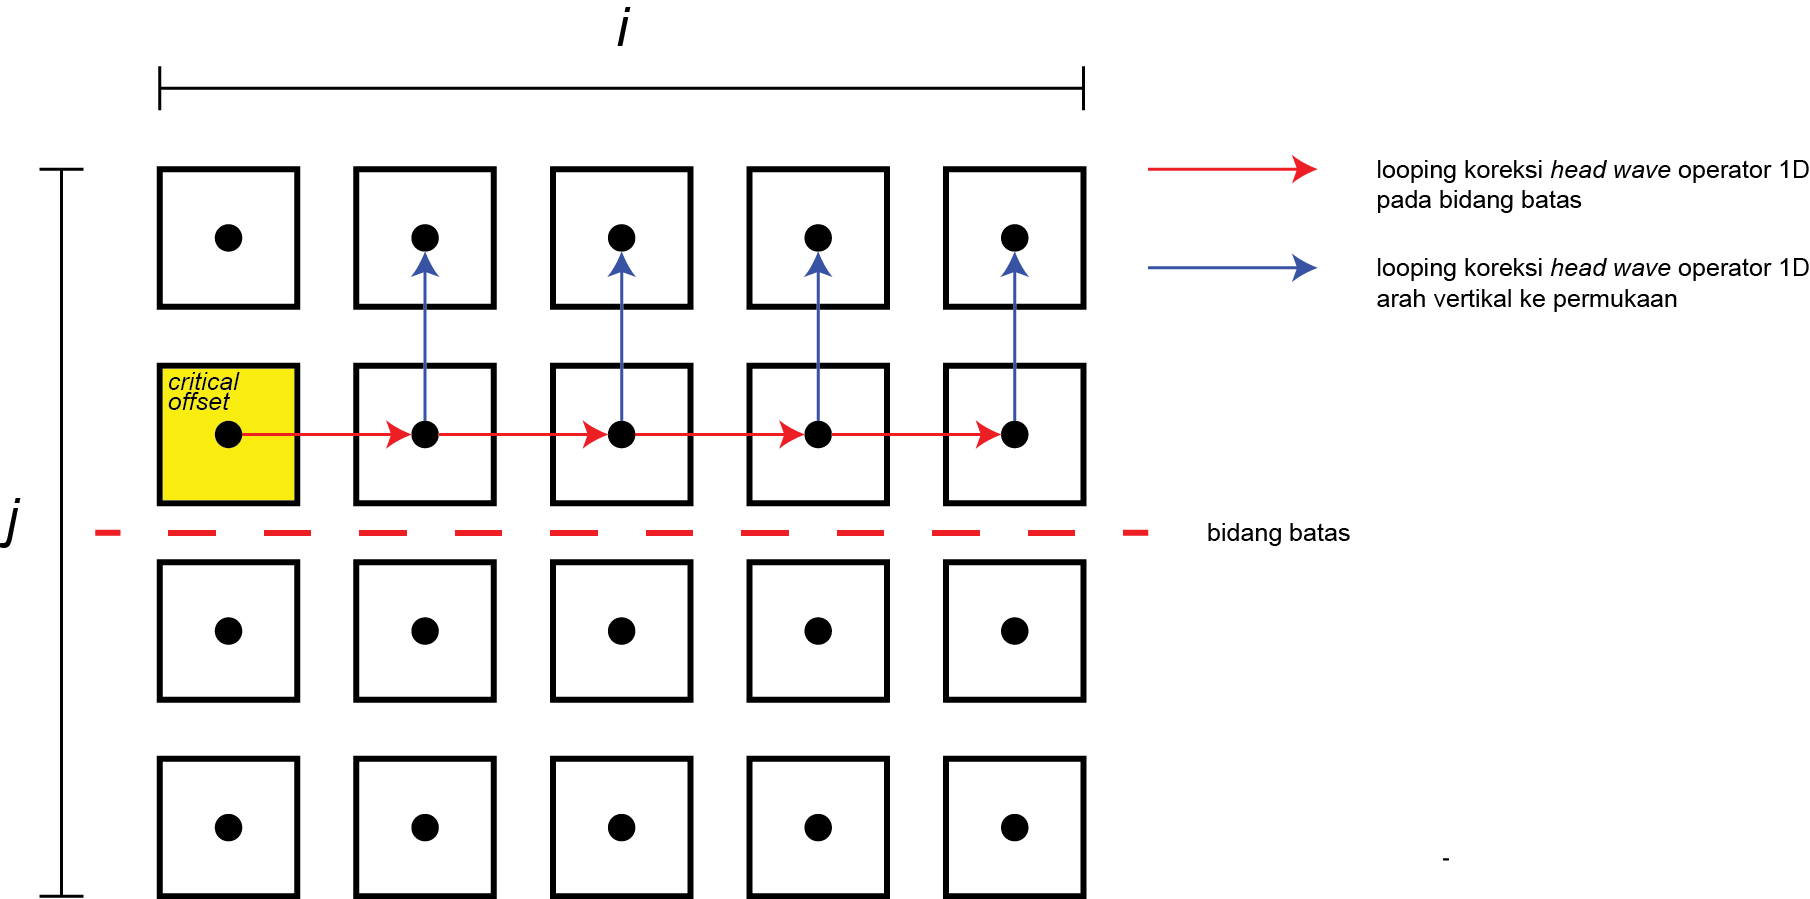 i
looping koreksi head wave operator 1D
pada bidang batas
looping koreksi head wave operator 1D
arah vertikal ke permukaan
critical
offset
j
bidang batas
-